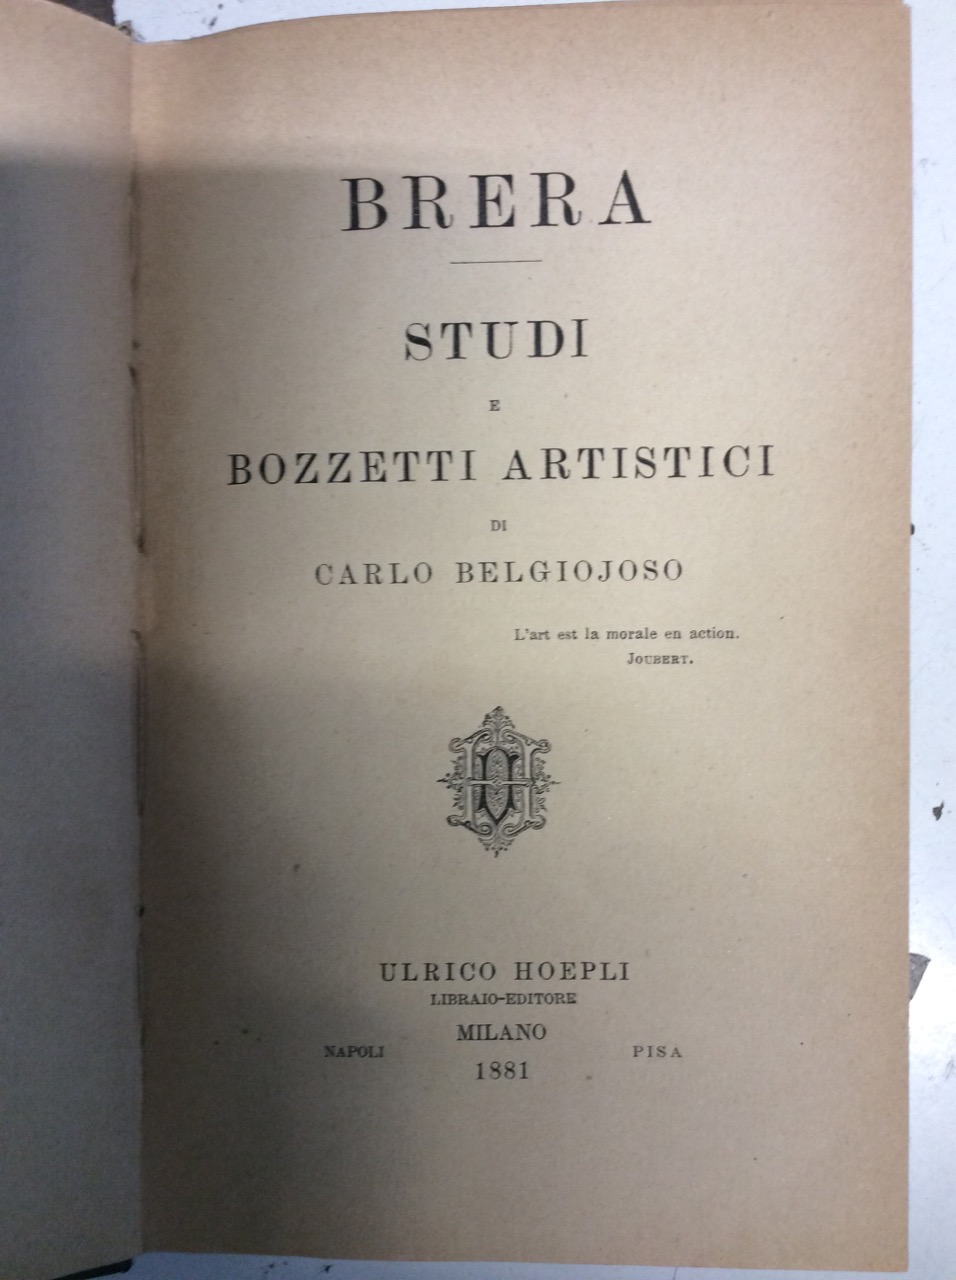 BRERA
STUDI
E
BOZZETTI ARTISTICI
DI
CARLO BELGIOJOSO
L'art est la morale en action.
JOUBERT.
ULRICO HOEPLI
LIBRAIO-EDITORE
MILANO
NAPOLI PISA
1881